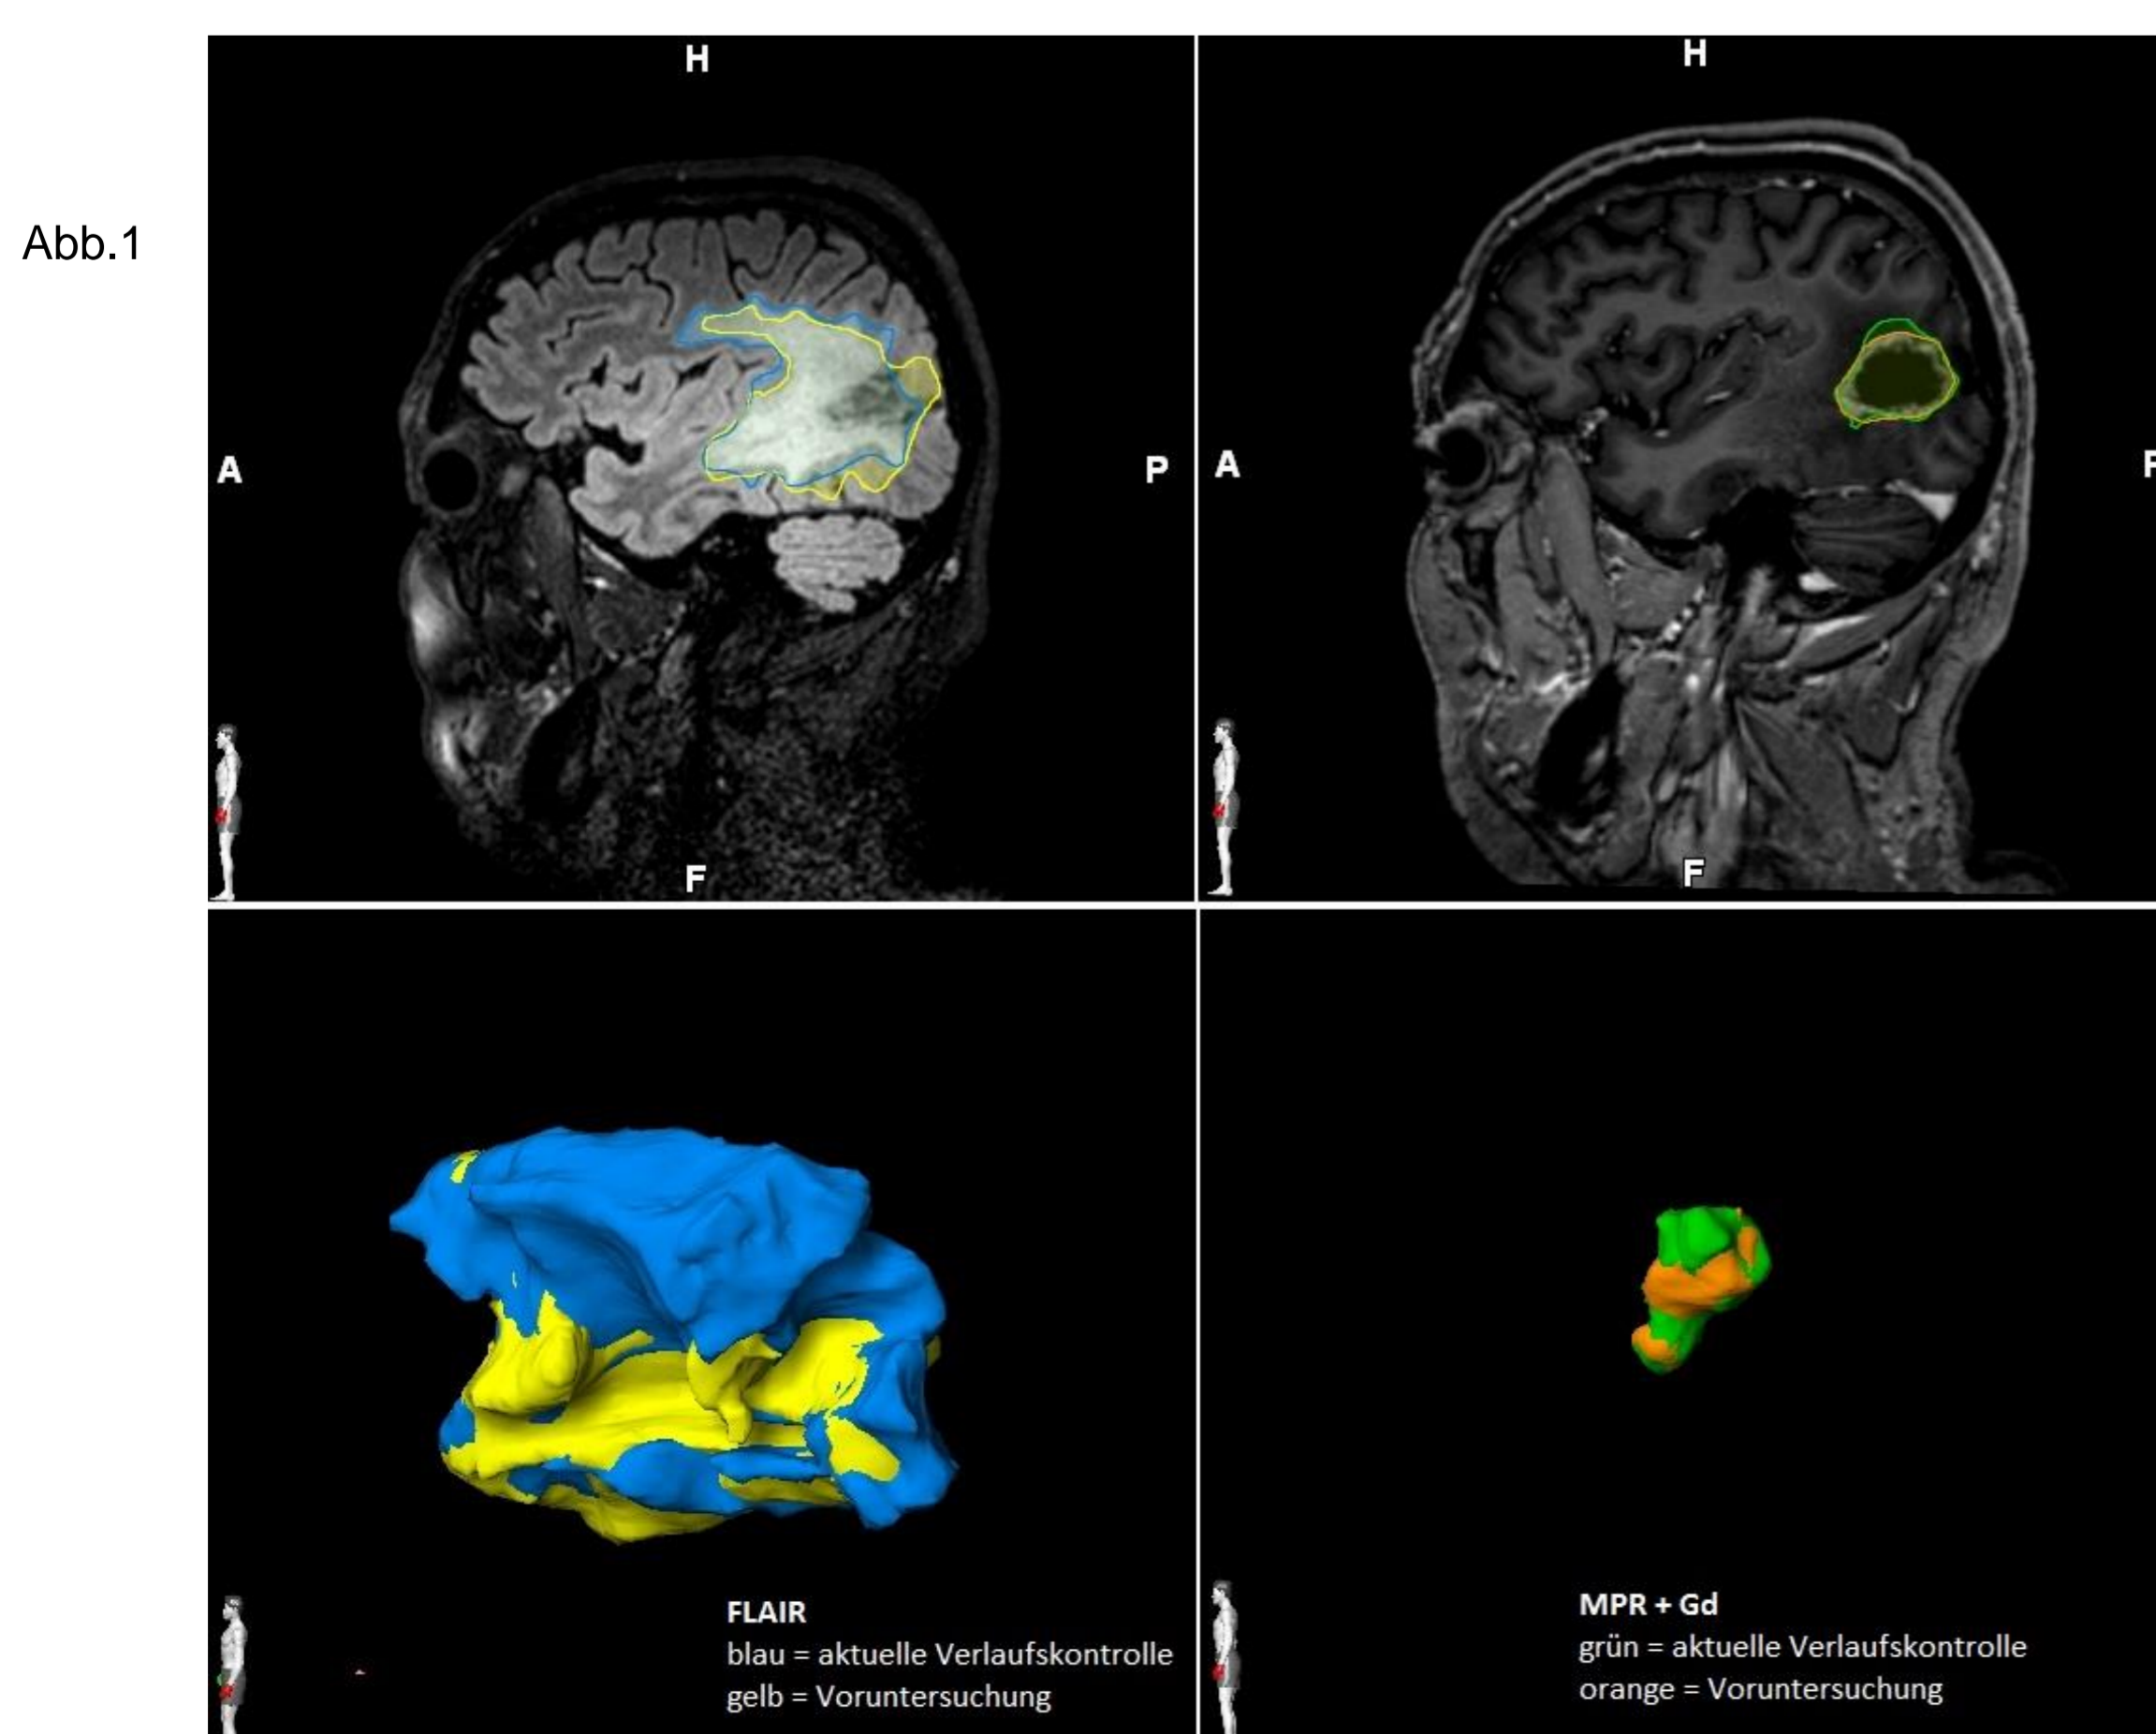 Abb.1
H
H
A
P
A
F
F
FLAIR
blau = aktuelle Verlaufskontrolle
gelb = Voruntersuchung
MPR + Gd
grün = aktuelle Verlaufskontrolle
orange = Voruntersuchung